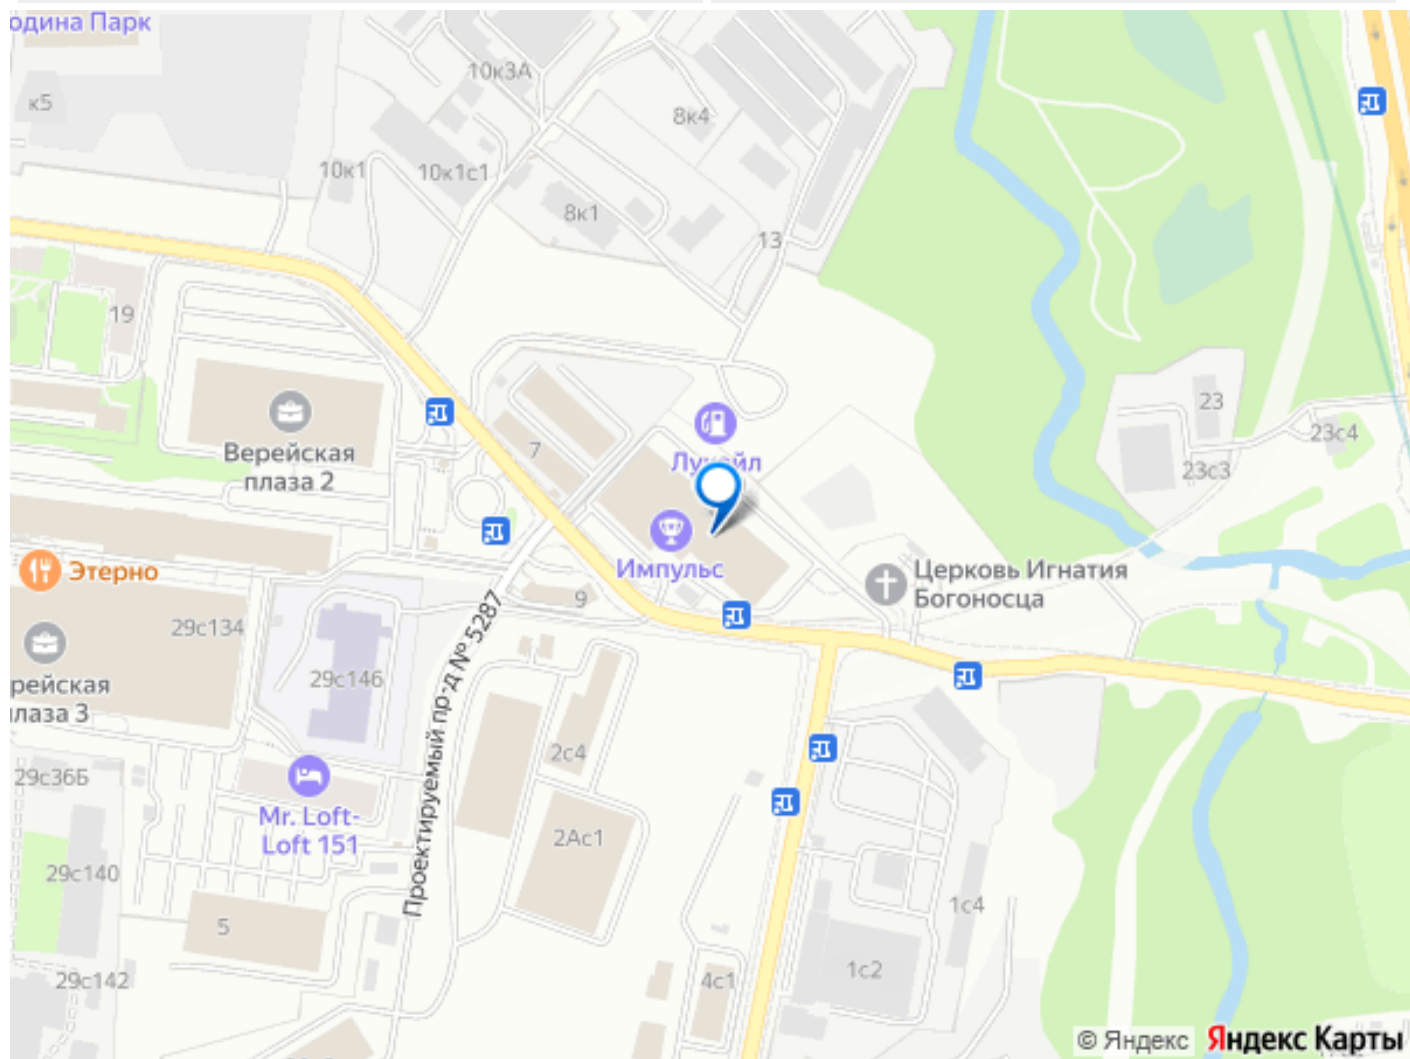 одина Парк
10к3А
к5
8к4
10к1
10к1с1
8к1
13
19
23
23с4
Верейская
плаза 2
7
23с3
Импульс
Этерно
9
Церковь Игнатия
Богоносца
29с134
29с146
рейская
лаза 3
Проектируемый пр-д № 5287
2с4
29с36Б
Mr. Loft-
Loft 151
2Ас1
29с140
1с4
5
29с142
4с1
1с2
© Яндекс Яндекс Карты